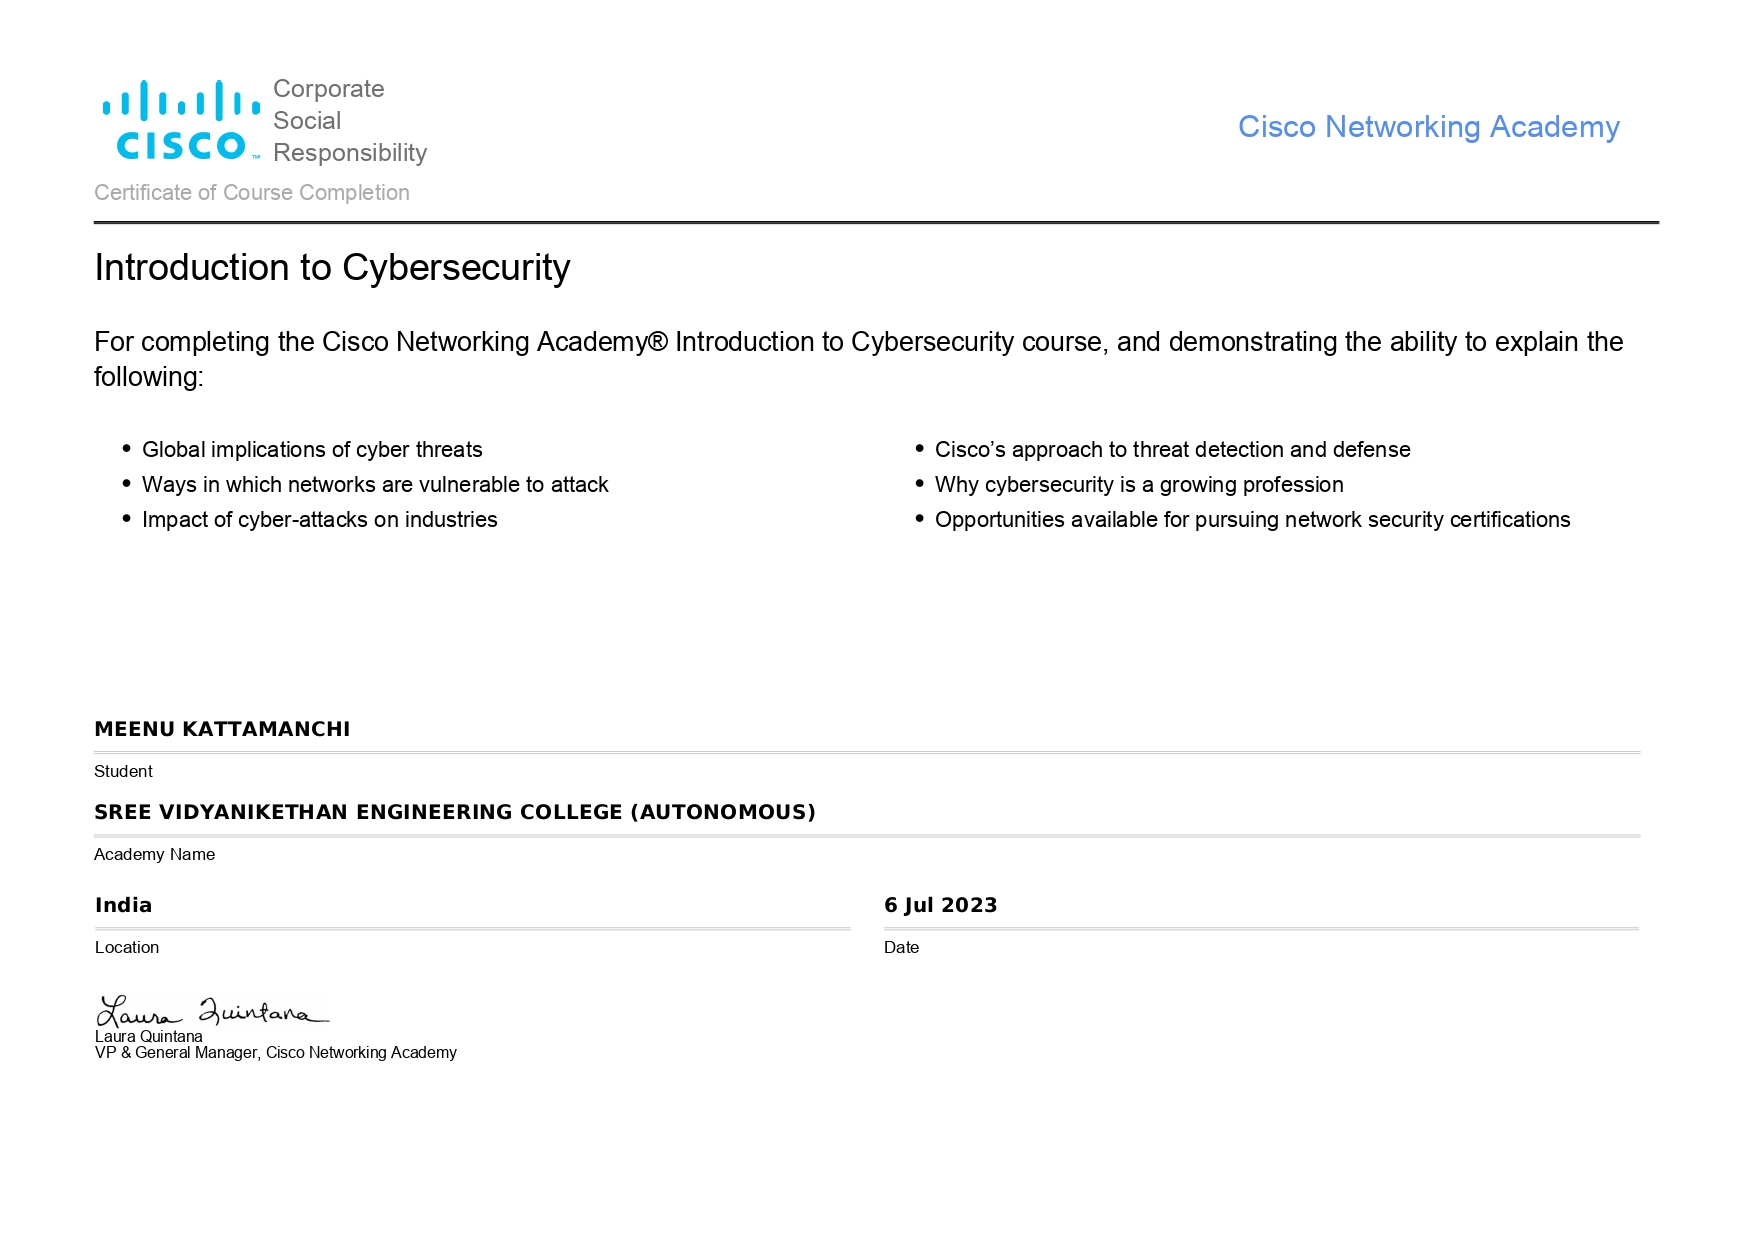 CISCO
™
Corporate
Social
Responsibility
Cisco Networking Academy
Certificate of Course Completion
Introduction to Cybersecurity
For completing the Cisco Networking Academy® Introduction to Cybersecurity course, and demonstrating the ability to explain the
following:
• Global implications of cyber threats
• Ways in which networks are vulnerable to attack
• Impact of cyber-attacks on industries
• Cisco’s approach to threat detection and defense
• Why cybersecurity is a growing profession
• Opportunities available for pursuing network security certifications
MEENU KATTAMANCHI
Student
SREE VIDYANIKETHAN ENGINEERING COLLEGE (AUTONOMOUS)
Academy Name
India
Location
6 Jul 2023
Date
Laura Quintana
Laura Quintana
VP & General Manager, Cisco Networking Academy